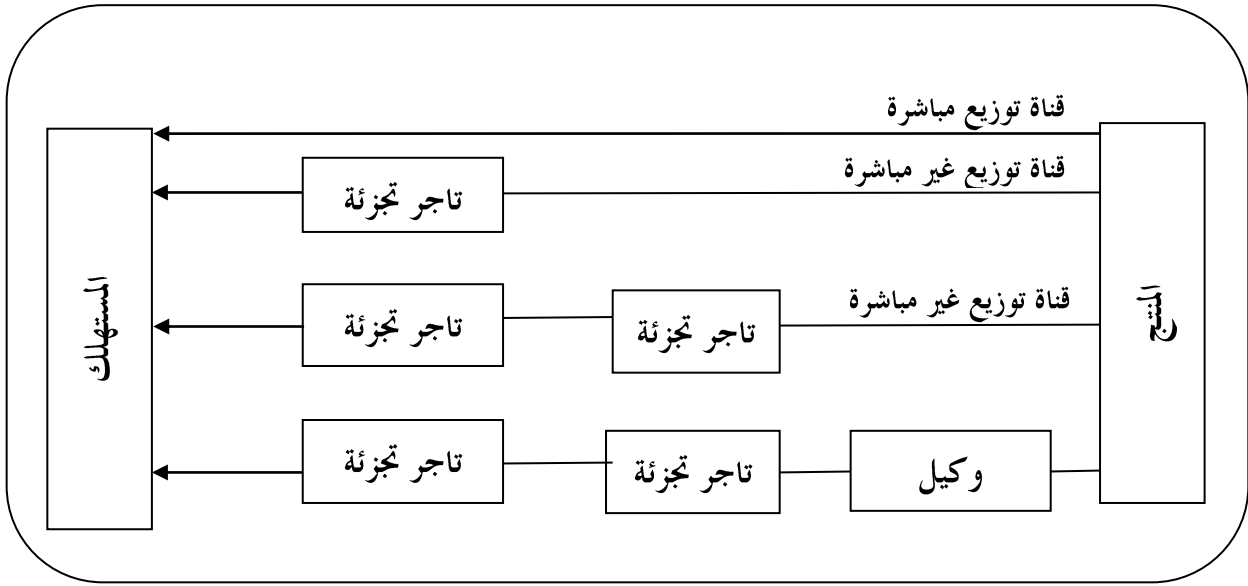 قناة توزيع مباشرة
قناة توزيع غير مباشرة
تاجر تجزئة
المنتج
قناة توزيع غير مباشرة
تاجر تجزئة
تاجر تجزئة
المستهلك
وكيل
تاجر تجزئة
تاجر تجزئة